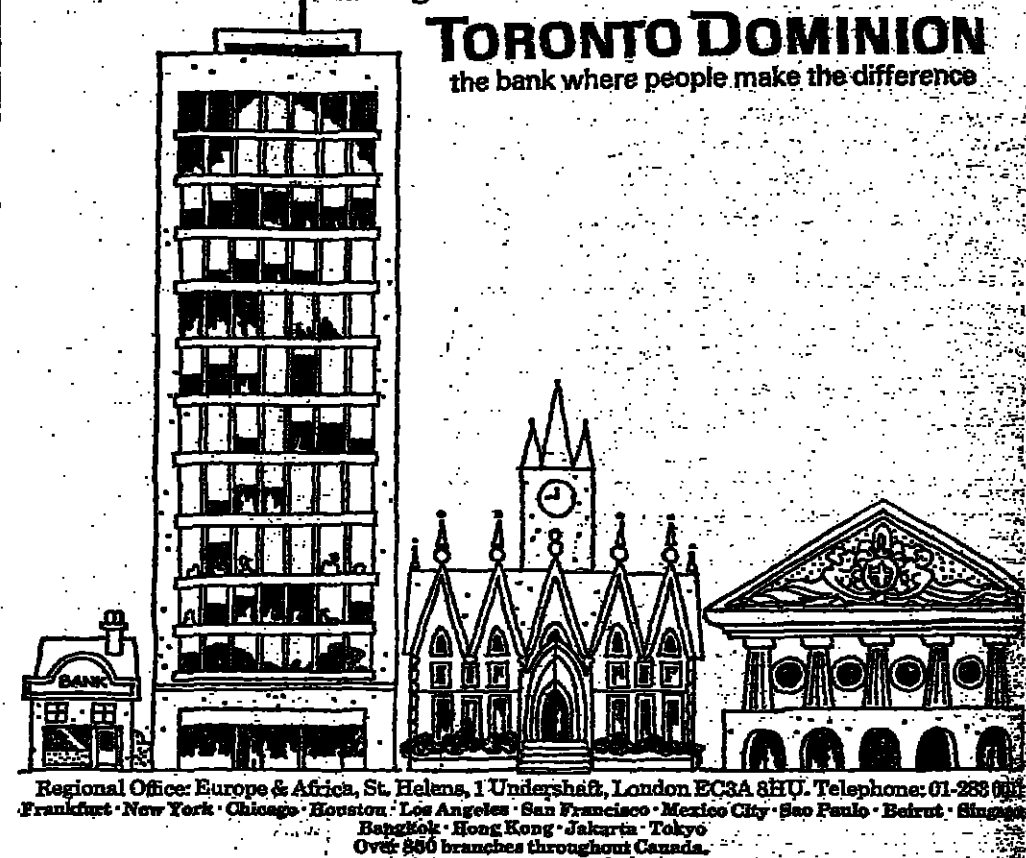 TORONTO DOMINION
the bank where people make the difference
BANK
Regional Office: Europe & Africa, St. Helens, 1 Undershaft, London EC3A 8HU. Telephone: 01-283
Frankfurt · New York · Chicago · Houston · Los Angeles · San Francisco · Mexico City · Sao Paulo · Beirut ·
Bangkok · Hong Kong · Jakarta · Tokyo
Over branches throughout Canada.